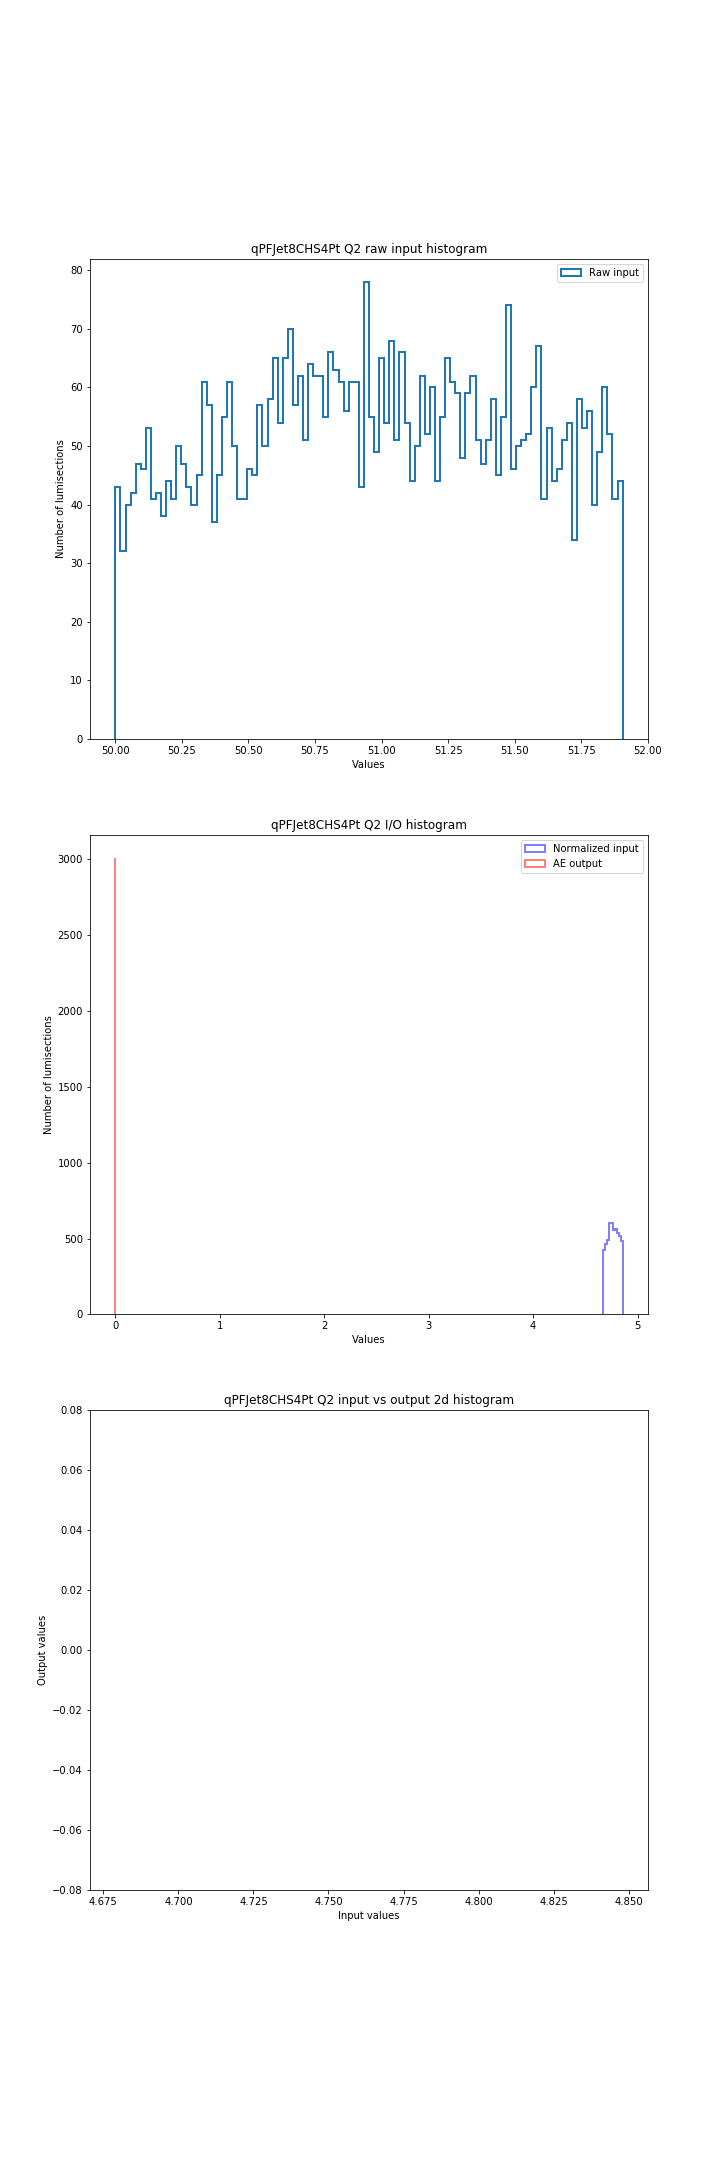 qPFJet8CHS4Pt Q2 raw input histogram
Raw input
80
70
60
50
40
30
20
10
0
Number of lumisections
50.00 50.25 50.50 50.75 51.00 51.25 51.50 51.75 52.00
Values
qPFJet8CHS4Pt Q2 I/O histogram
Normalized input
AE output
3000
2500
2000
1500
1000
500
0
Number of lumisections
0 1 2 3 4 5
Values
qPFJet8CHS4Pt Q2 input vs output 2d histogram
0.08
0.06
0.04
0.02
0.00
−0.02
−0.04
−0.06
−0.08
Output values
4.675 4.700 4.725 4.750 4.775 4.800 4.825 4.850
Input values